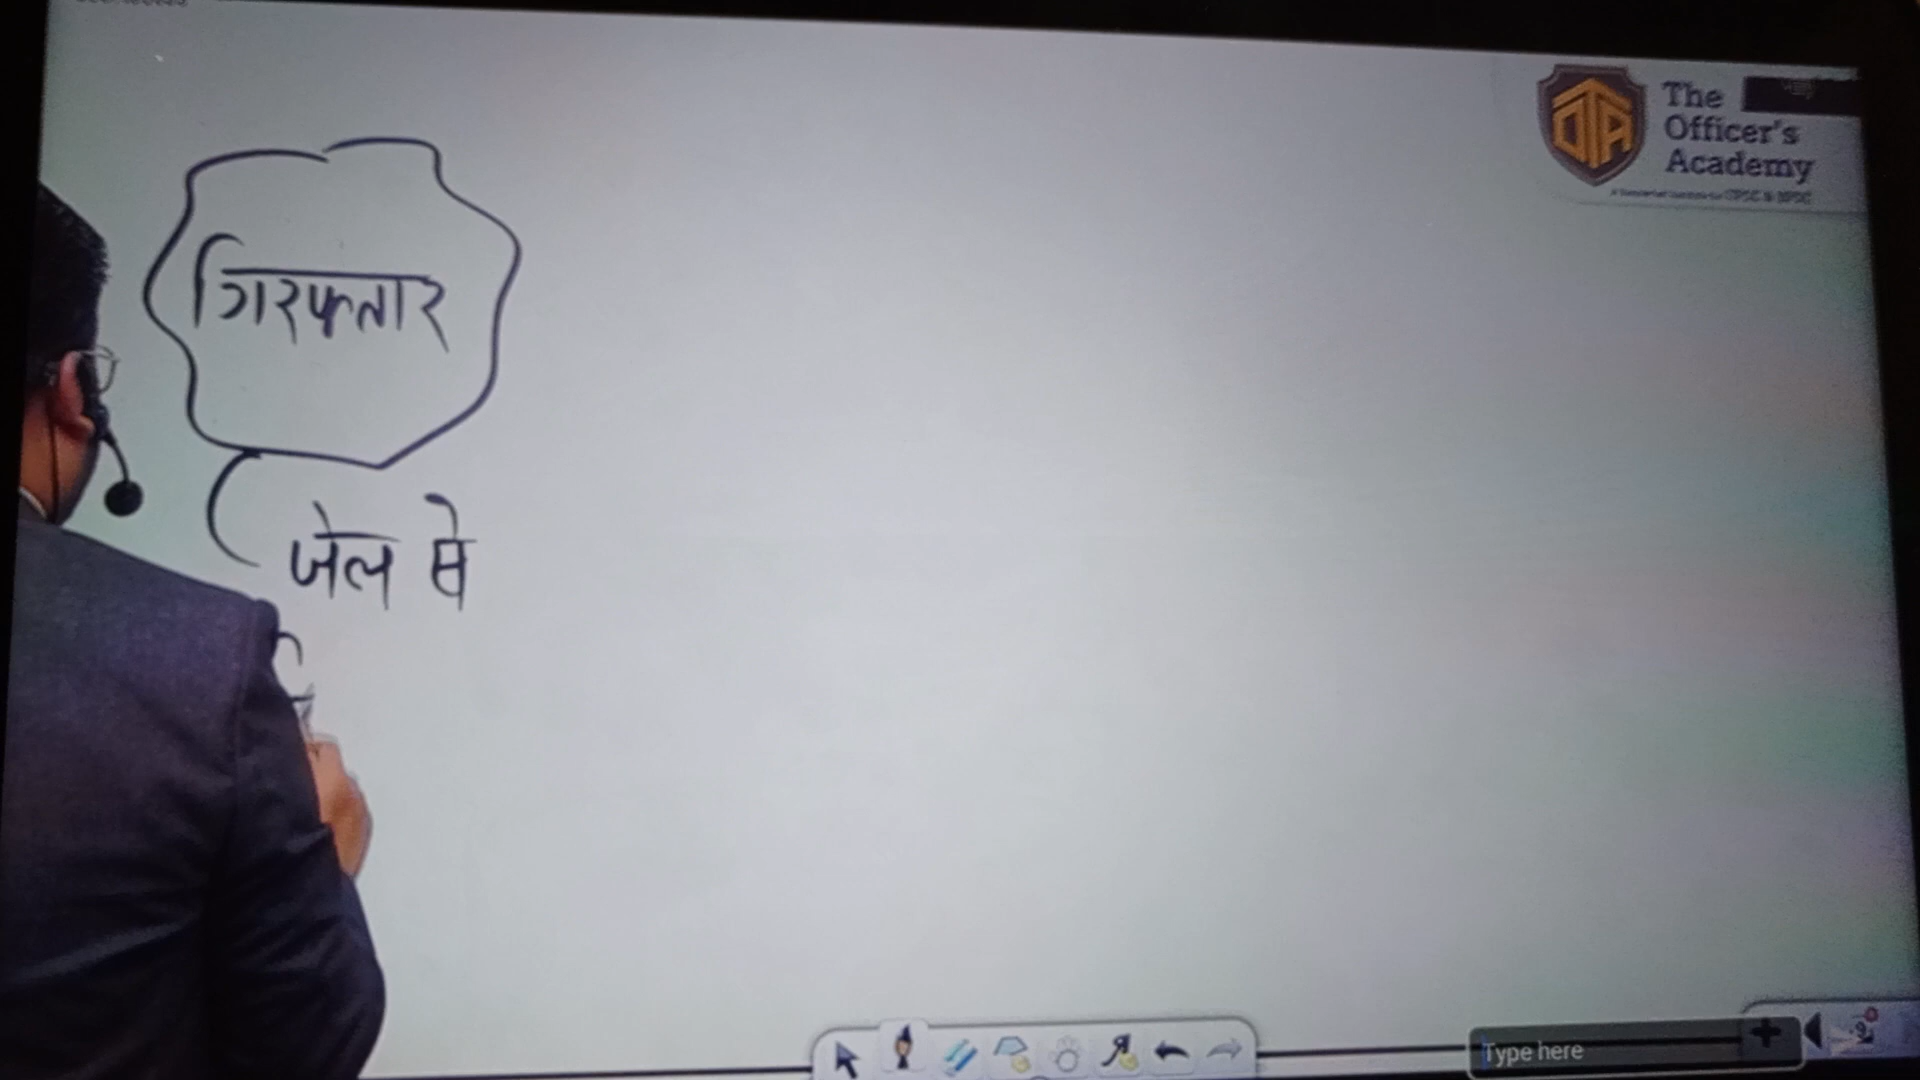 The
Officer's
Academy
गिरफ्तार
जेल से
Type here